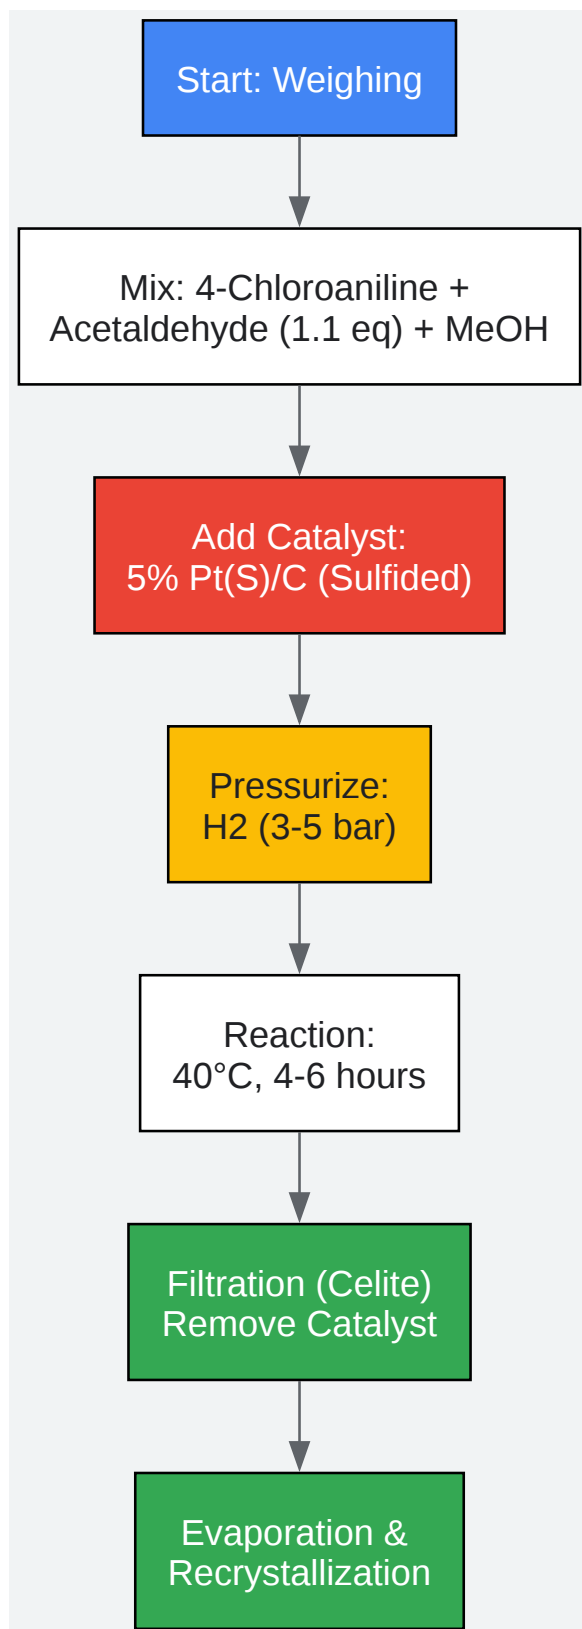 Start: Weighing
Mix: 4-Chloroaniline +
Acetaldehyde (1.1 eq) + MeOH
Add Catalyst:
5% Pt(S)/C (Sulfided)
Pressurize:
H2 (3-5 bar)
Reaction:
40°C, 4-6 hours
Filtration (Celite)
Remove Catalyst
Evaporation &
Recrystallization